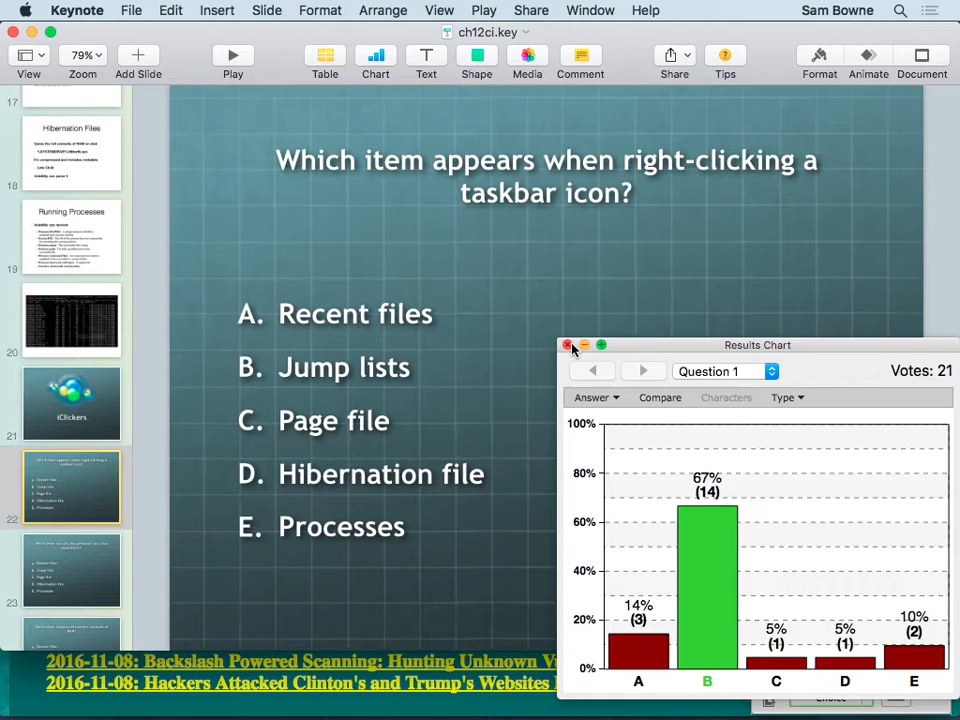 Keynote File Edit Insert Slide Format Arrange View Play Share Window Help Sam Bowne
ch12ci.key
79%
View Zoom Add Slide Play Table Chart Text Shape Media Comment Share Tips Format Animate Document
17
Hibernation Files
18
Running Processes
19
20
iClickers
21
22
23
Which item appears when right-clicking a
taskbar icon?
A. Recent files
B. Jump lists
C. Page file
D. Hibernation file
E. Processes
Results Chart
Question 1 Votes: 21
Answer Compare Characters Type
100%
80%
60%
40%
20%
0%
14%
(3)
67%
(14)
5%
(1)
5%
(1)
10%
(2)
A B C D E
2016-11-08: Backslash Powered Scanning: Hunting Unknown
2016-11-08: Hackers Attacked Clinton's and Trump's Websites